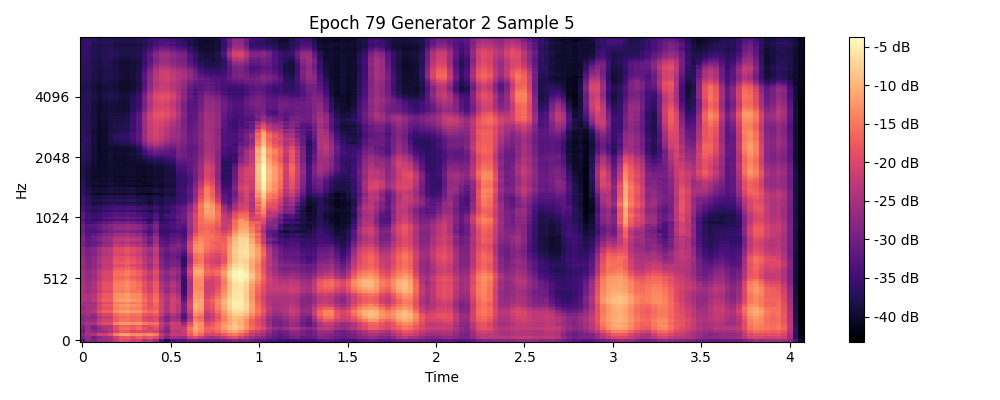 Epoch 79 Generator 2 Sample 5
Hz
4096
2048
1024
512
0
0 0.5 1 1.5 2 2.5 3 3.5 4
Time
-5 dB
-10 dB
-15 dB
-20 dB
-25 dB
-30 dB
-35 dB
-40 dB